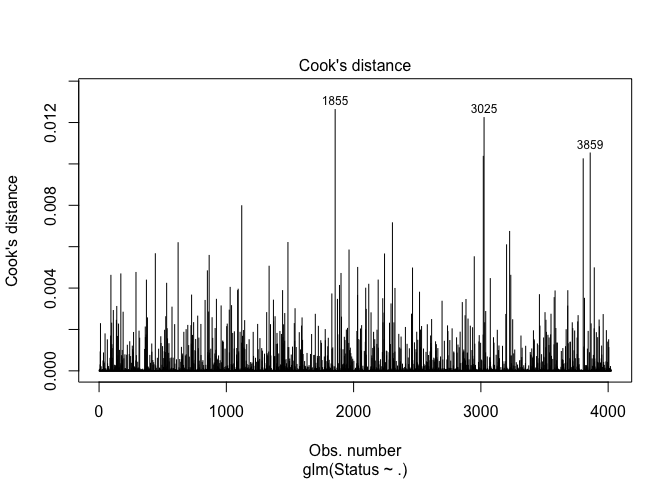 Cook's distance
1855
3025
3859
Cook's distance
0.000 0.004 0.008 0.012
0 1000 2000 3000 4000
Obs. number
glm(Status ~ .)